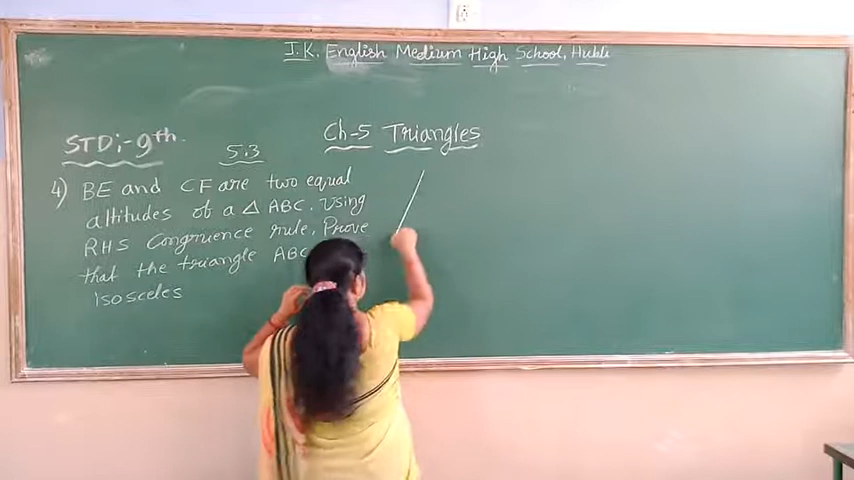 J.K. English Medium High School, Hubli
Ch-5 Triangles
STD:- 9th
5.3
4) BE and CF are two equal
altitudes of a △ ABC. Using
RHS Congruence rule, Prove
that the triangle ABC
isosceles